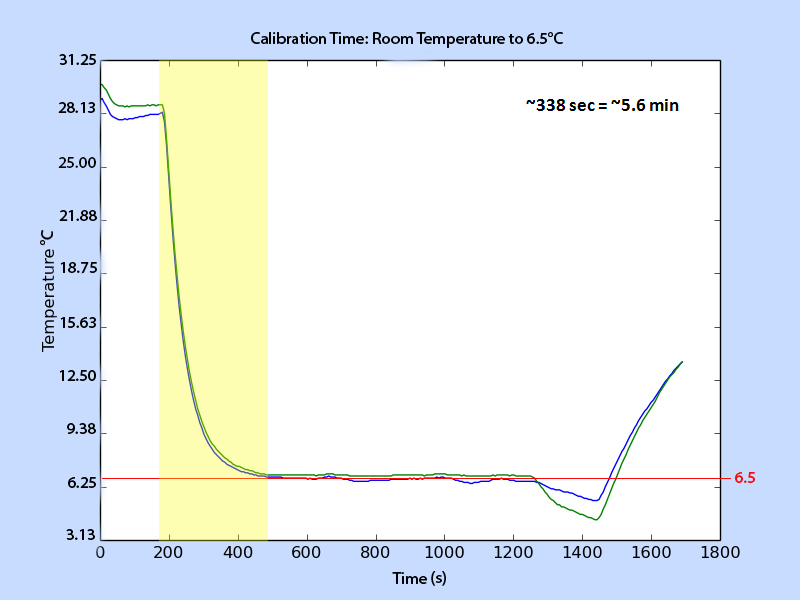 Calibration Time: Room Temperature to 6.5°C
~338 sec = ~5.6 min
Temperature °C
31.25
28.13
25.00
21.88
18.75
15.63
12.50
9.38
6.25
3.13
6.5
0 200 400 600 800 1000 1200 1400 1600 1800
Time (s)